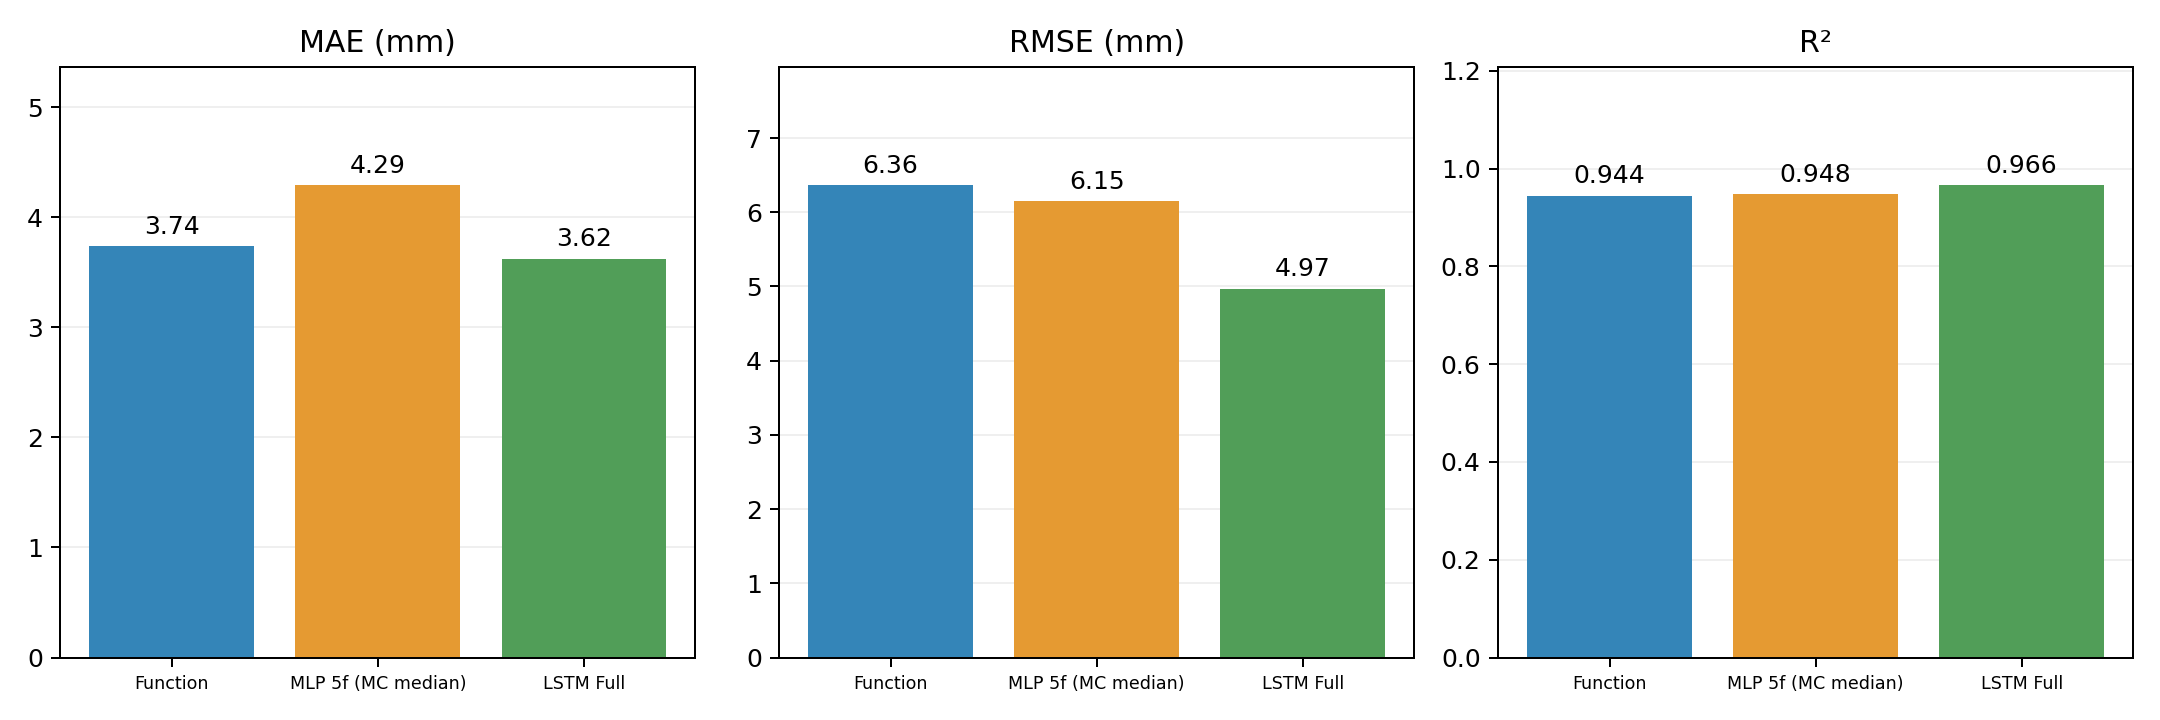 MAE (mm)
5
4
3
2
1
0
3.74
4.29
3.62
Function
MLP 5f (MC median)
LSTM Full
RMSE (mm)
7
6
5
4
3
2
1
0
6.36
6.15
4.97
Function
MLP 5f (MC median)
LSTM Full
R²
1.2
1.0
0.8
0.6
0.4
0.2
0.0
0.944
0.948
0.966
Function
MLP 5f (MC median)
LSTM Full